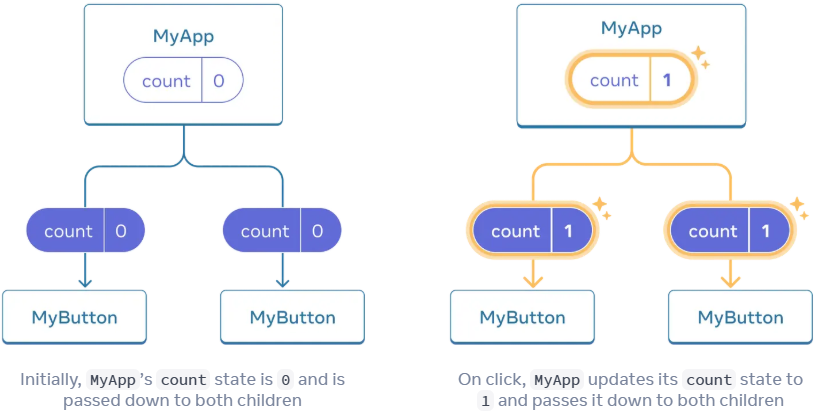 MyApp
count 0
count 0
count 0
MyButton
MyButton
Initially, MyApp's count state is 0 and is
passed down to both children
MyApp
count 1
count 1
count 1
MyButton
MyButton
On click, MyApp updates its count state to
1 and passes it down to both children